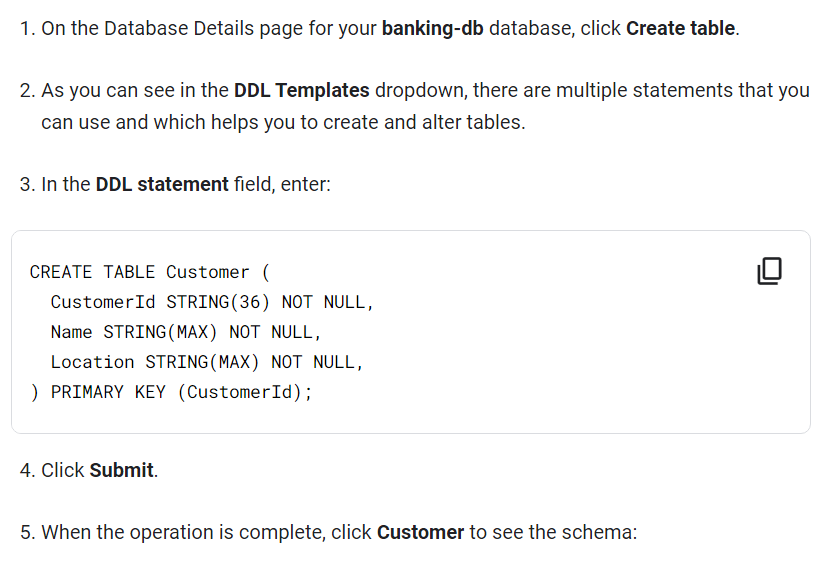 1. On the Database Details page for your banking-db database, click Create table.
2. As you can see in the DDL Templates dropdown, there are multiple statements that you
can use and which helps you to create and alter tables.
3. In the DDL statement field, enter:
CREATE TABLE Customer (
  CustomerId STRING(36) NOT NULL,
  Name STRING(MAX) NOT NULL,
  Location STRING(MAX) NOT NULL,
) PRIMARY KEY (CustomerId);
4. Click Submit.
5. When the operation is complete, click Customer to see the schema: